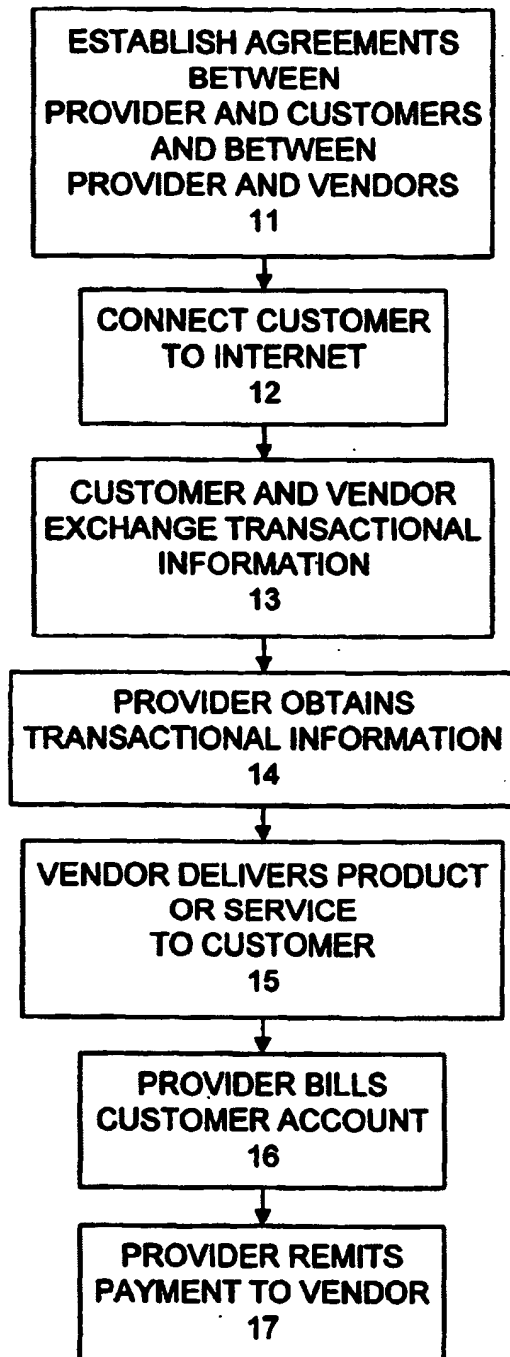 ESTABLISH AGREEMENTS
BETWEEN
PROVIDER AND CUSTOMERS
AND BETWEEN
PROVIDER AND VENDORS
11
CONNECT CUSTOMER
TO INTERNET
12
CUSTOMER AND VENDOR
EXCHANGE TRANSACTIONAL
INFORMATION
13
PROVIDER OBTAINS
TRANSACTIONAL INFORMATION
14
VENDOR DELIVERS PRODUCT
OR SERVICE
TO CUSTOMER
15
PROVIDER BILLS
CUSTOMER ACCOUNT
16
PROVIDER REMITS
PAYMENT TO VENDOR
17